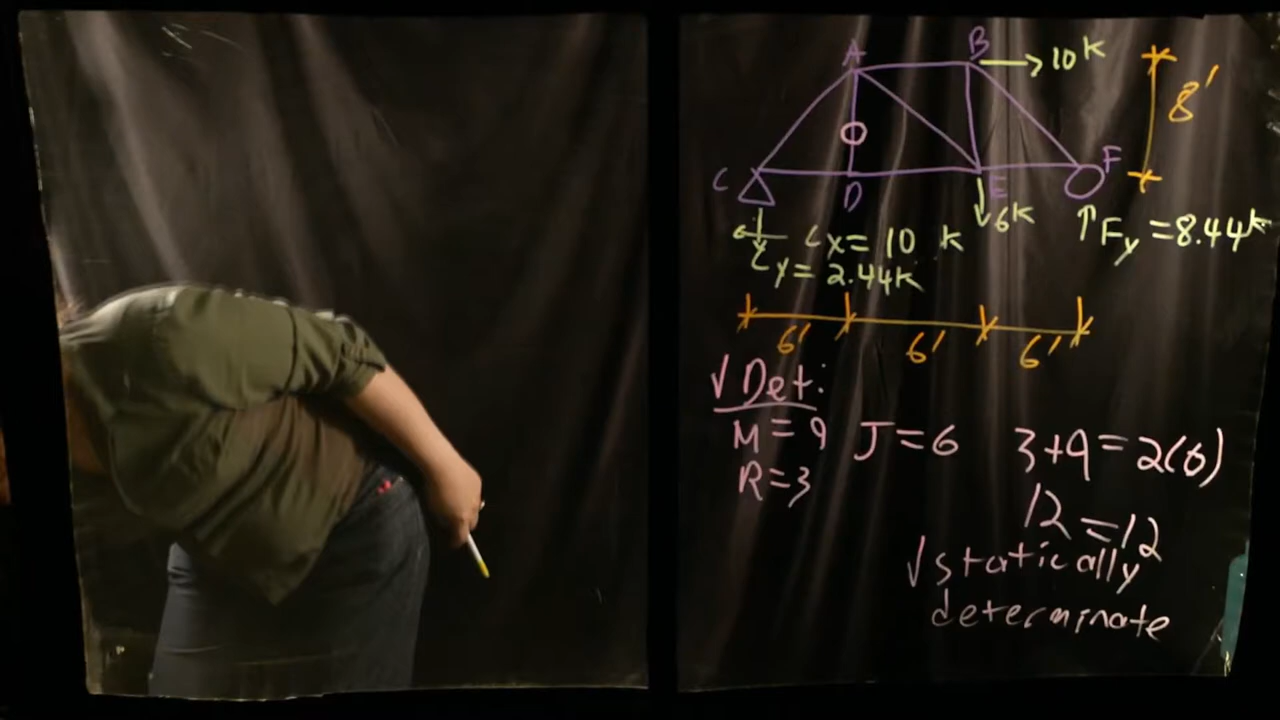 A B 10K
8'
C D E F
6K
Cx = 10 K
Fy = 8.44K
Cy = 2.44K
6' 6' 6'
√ Det:
M = 9 J = 6 3+9 = 2(6)
R = 3
12 = 12
√ statically
determinate